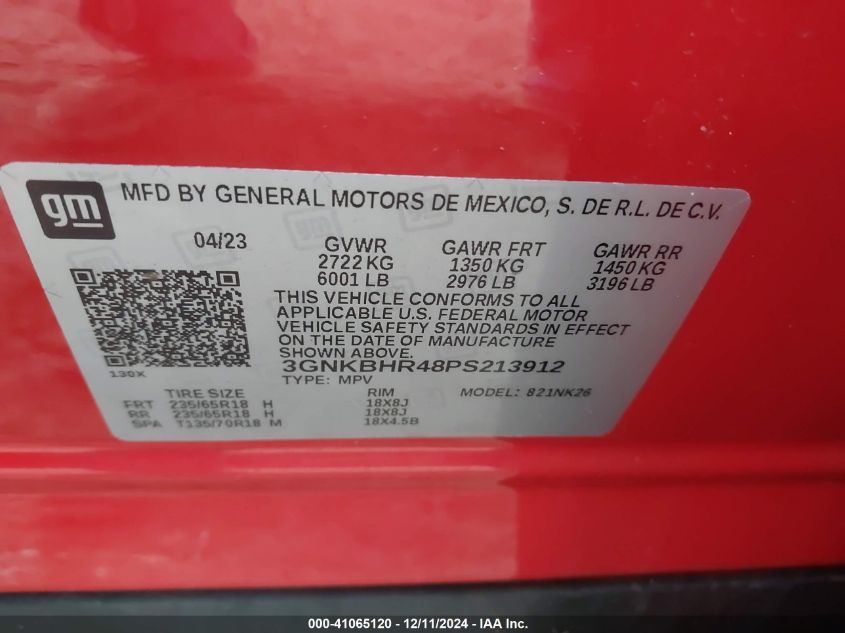 gm
MFD BY GENERAL MOTORS DE MEXICO, S. DE R.L. DE C.V.
04/23 GVWR GAWR FRT GAWR RR
2722 KG 1350 KG 1450 KG
6001 LB 2976 LB 3196 LB
THIS VEHICLE CONFORMS TO ALL
APPLICABLE U.S. FEDERAL MOTOR
VEHICLE SAFETY STANDARDS IN EFFECT
ON THE DATE OF MANUFACTURE
SHOWN ABOVE.
3GNKBHR48PS213912
130X TYPE: MPV MODEL: 821NK26
TIRE SIZE RIM
FRT 235/65R18 H 18X8J
RR 235/65R18 H 18X8J
SPA T135/70R18 M 18X4.5B
000-41065120 - 12/11/2024 - IAA Inc.